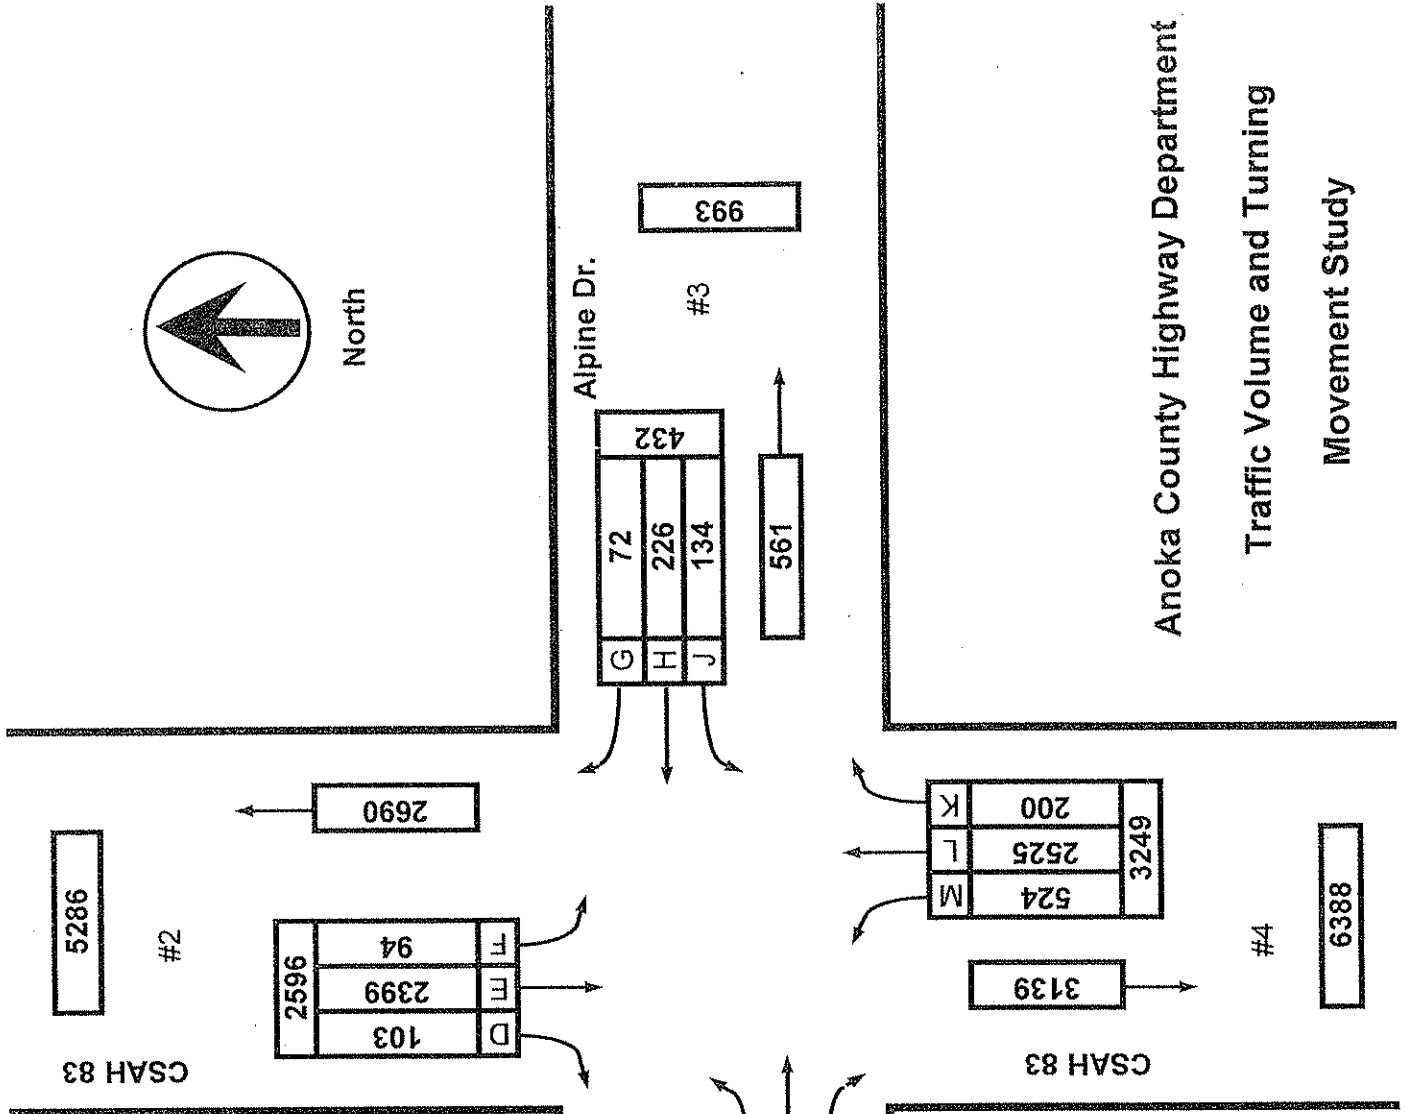 CSAH 83
5286
#2
2596
103
2399
94
D
E
F
2690
North
Alpine Dr.
G
72
H
226
J
134
432
561
#3
993
M
L
K
524
2525
200
3249
3139
#4
6388
CSAH 83
Anoka County Highway Department
Traffic Volume and Turning
Movement Study